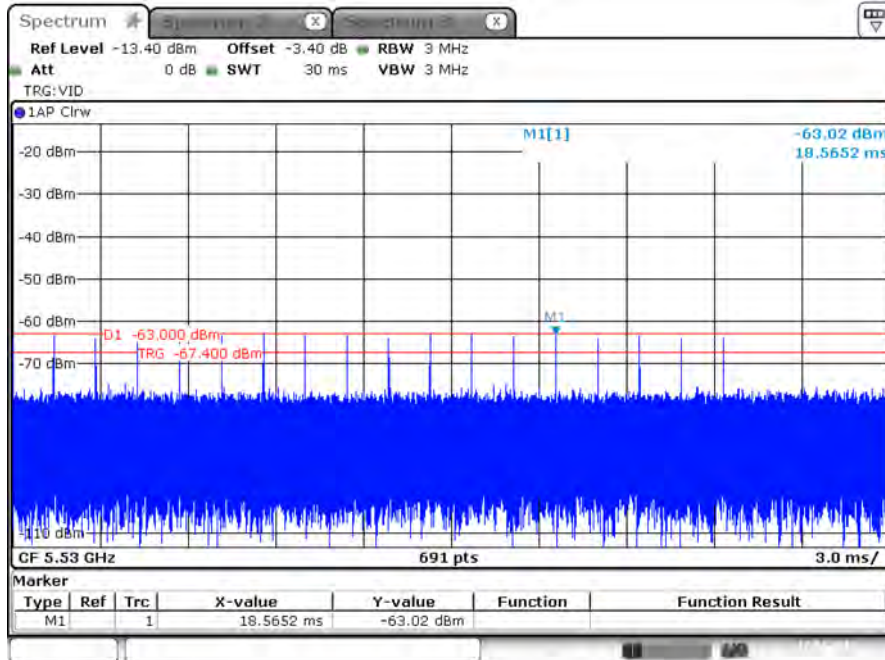 Spectrum
Ref Level -13.40 dBm Offset -3.40 dB RBW 3 MHz
Att 0 dB SWT 30 ms VBW 3 MHz
TRG:VID
1AP Clrw
M1[1] -63.02 dBm
18.5652 ms
-20 dBm
-30 dBm
-40 dBm
-50 dBm
-60 dBm
M1
D1 -63.000 dBm
TRG -67.400 dBm
-70 dBm
-110 dBm
CF 5.53 GHz 691 pts 3.0 ms/
Marker
Type Ref Trc X-value Y-value Function Function Result
M1 1 18.5652 ms -63.02 dBm